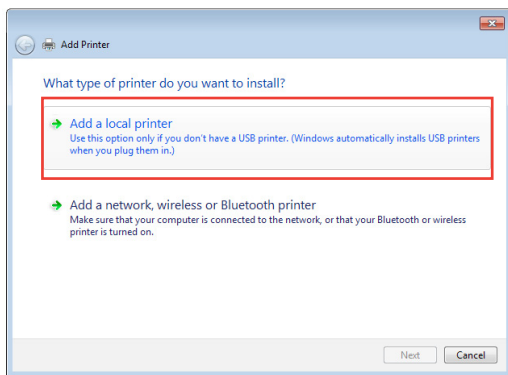 Add Printer
What type of printer do you want to install?
Add a local printer
Use this option only if you don't have a USB printer. (Windows automatically installs USB printers
when you plug them in.)
Add a network, wireless or Bluetooth printer
Make sure that your computer is connected to the network, or that your Bluetooth or wireless
printer is turned on.
Next Cancel